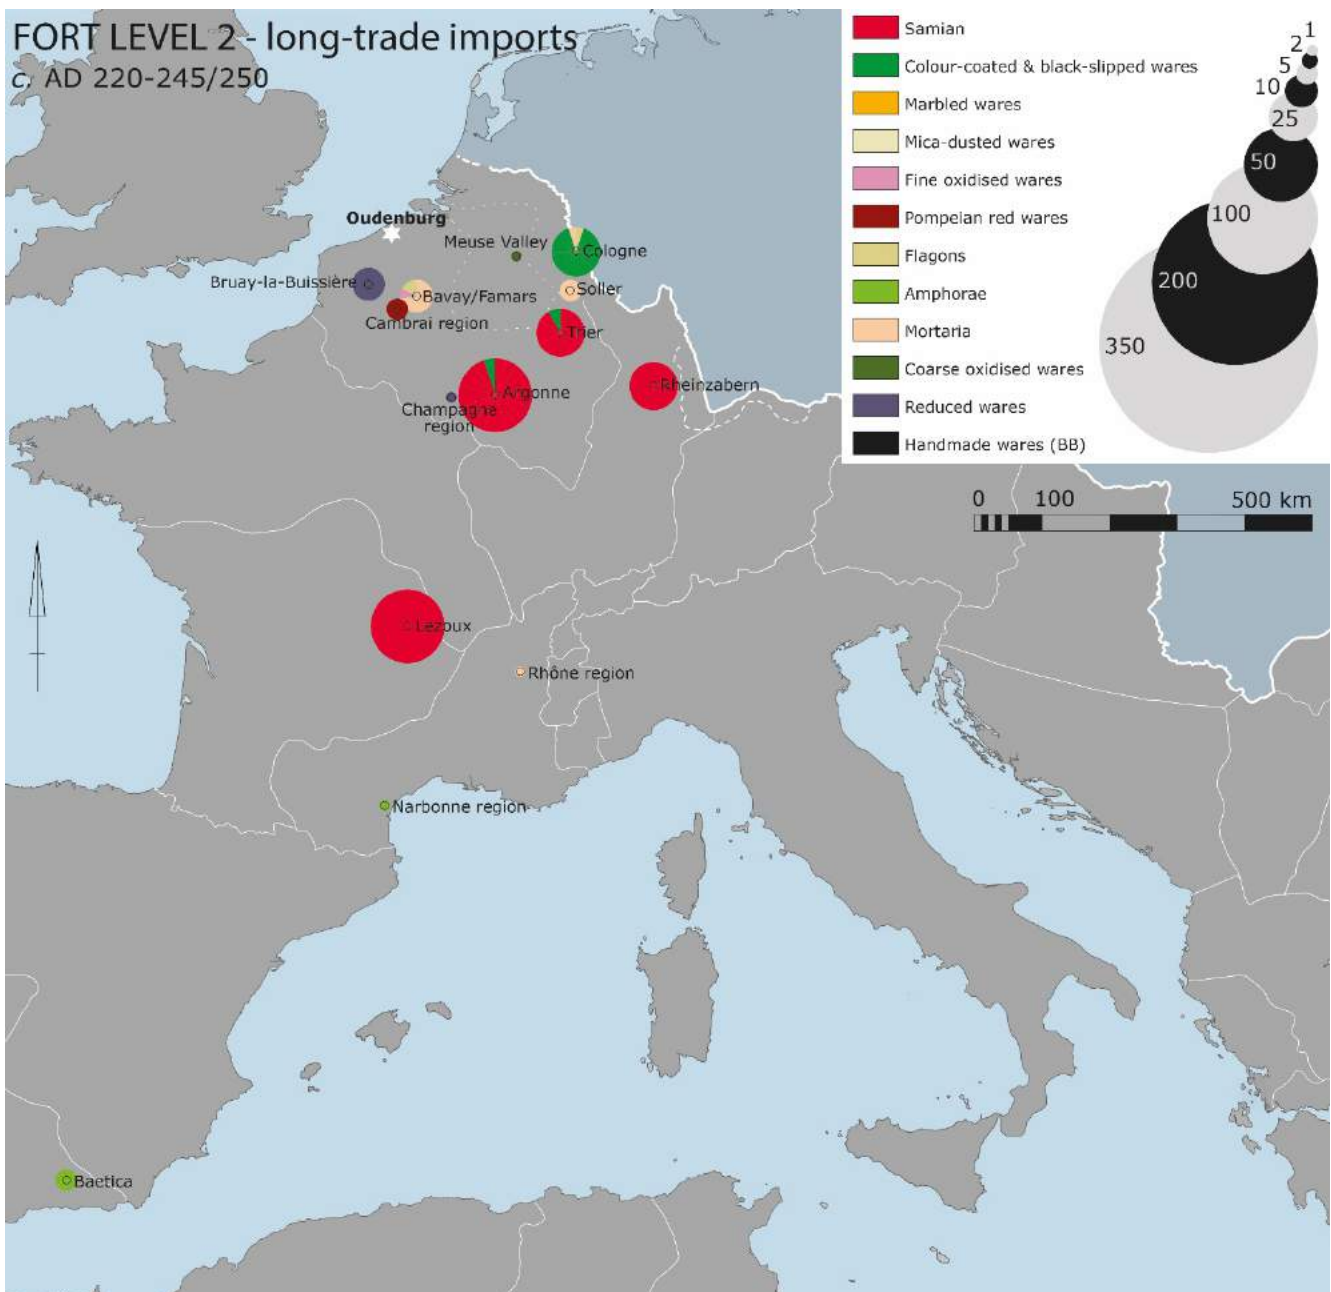 FORT LEVEL 2 - long-trade imports
c. AD 220-245/250
Samian
Colour-coated & black-slipped wares
Marbled wares
Mica-dusted wares
Fine oxidised wares
Pompeian red wares
Flagons
Amphorae
Mortaria
Coarse oxidised wares
Reduced wares
Handmade wares (BB)
1
2
5
10
25
50
100
200
350
0 100 500 km
Oudenburg
Meuse Valley
Cologne
Bruay-la-Buissière
Bavay/Famars
Soller
Cambrai region
Trier
Rheinzabern
Argonne
Champagne
region
Lezoux
Rhône region
Narbonne region
Baetica